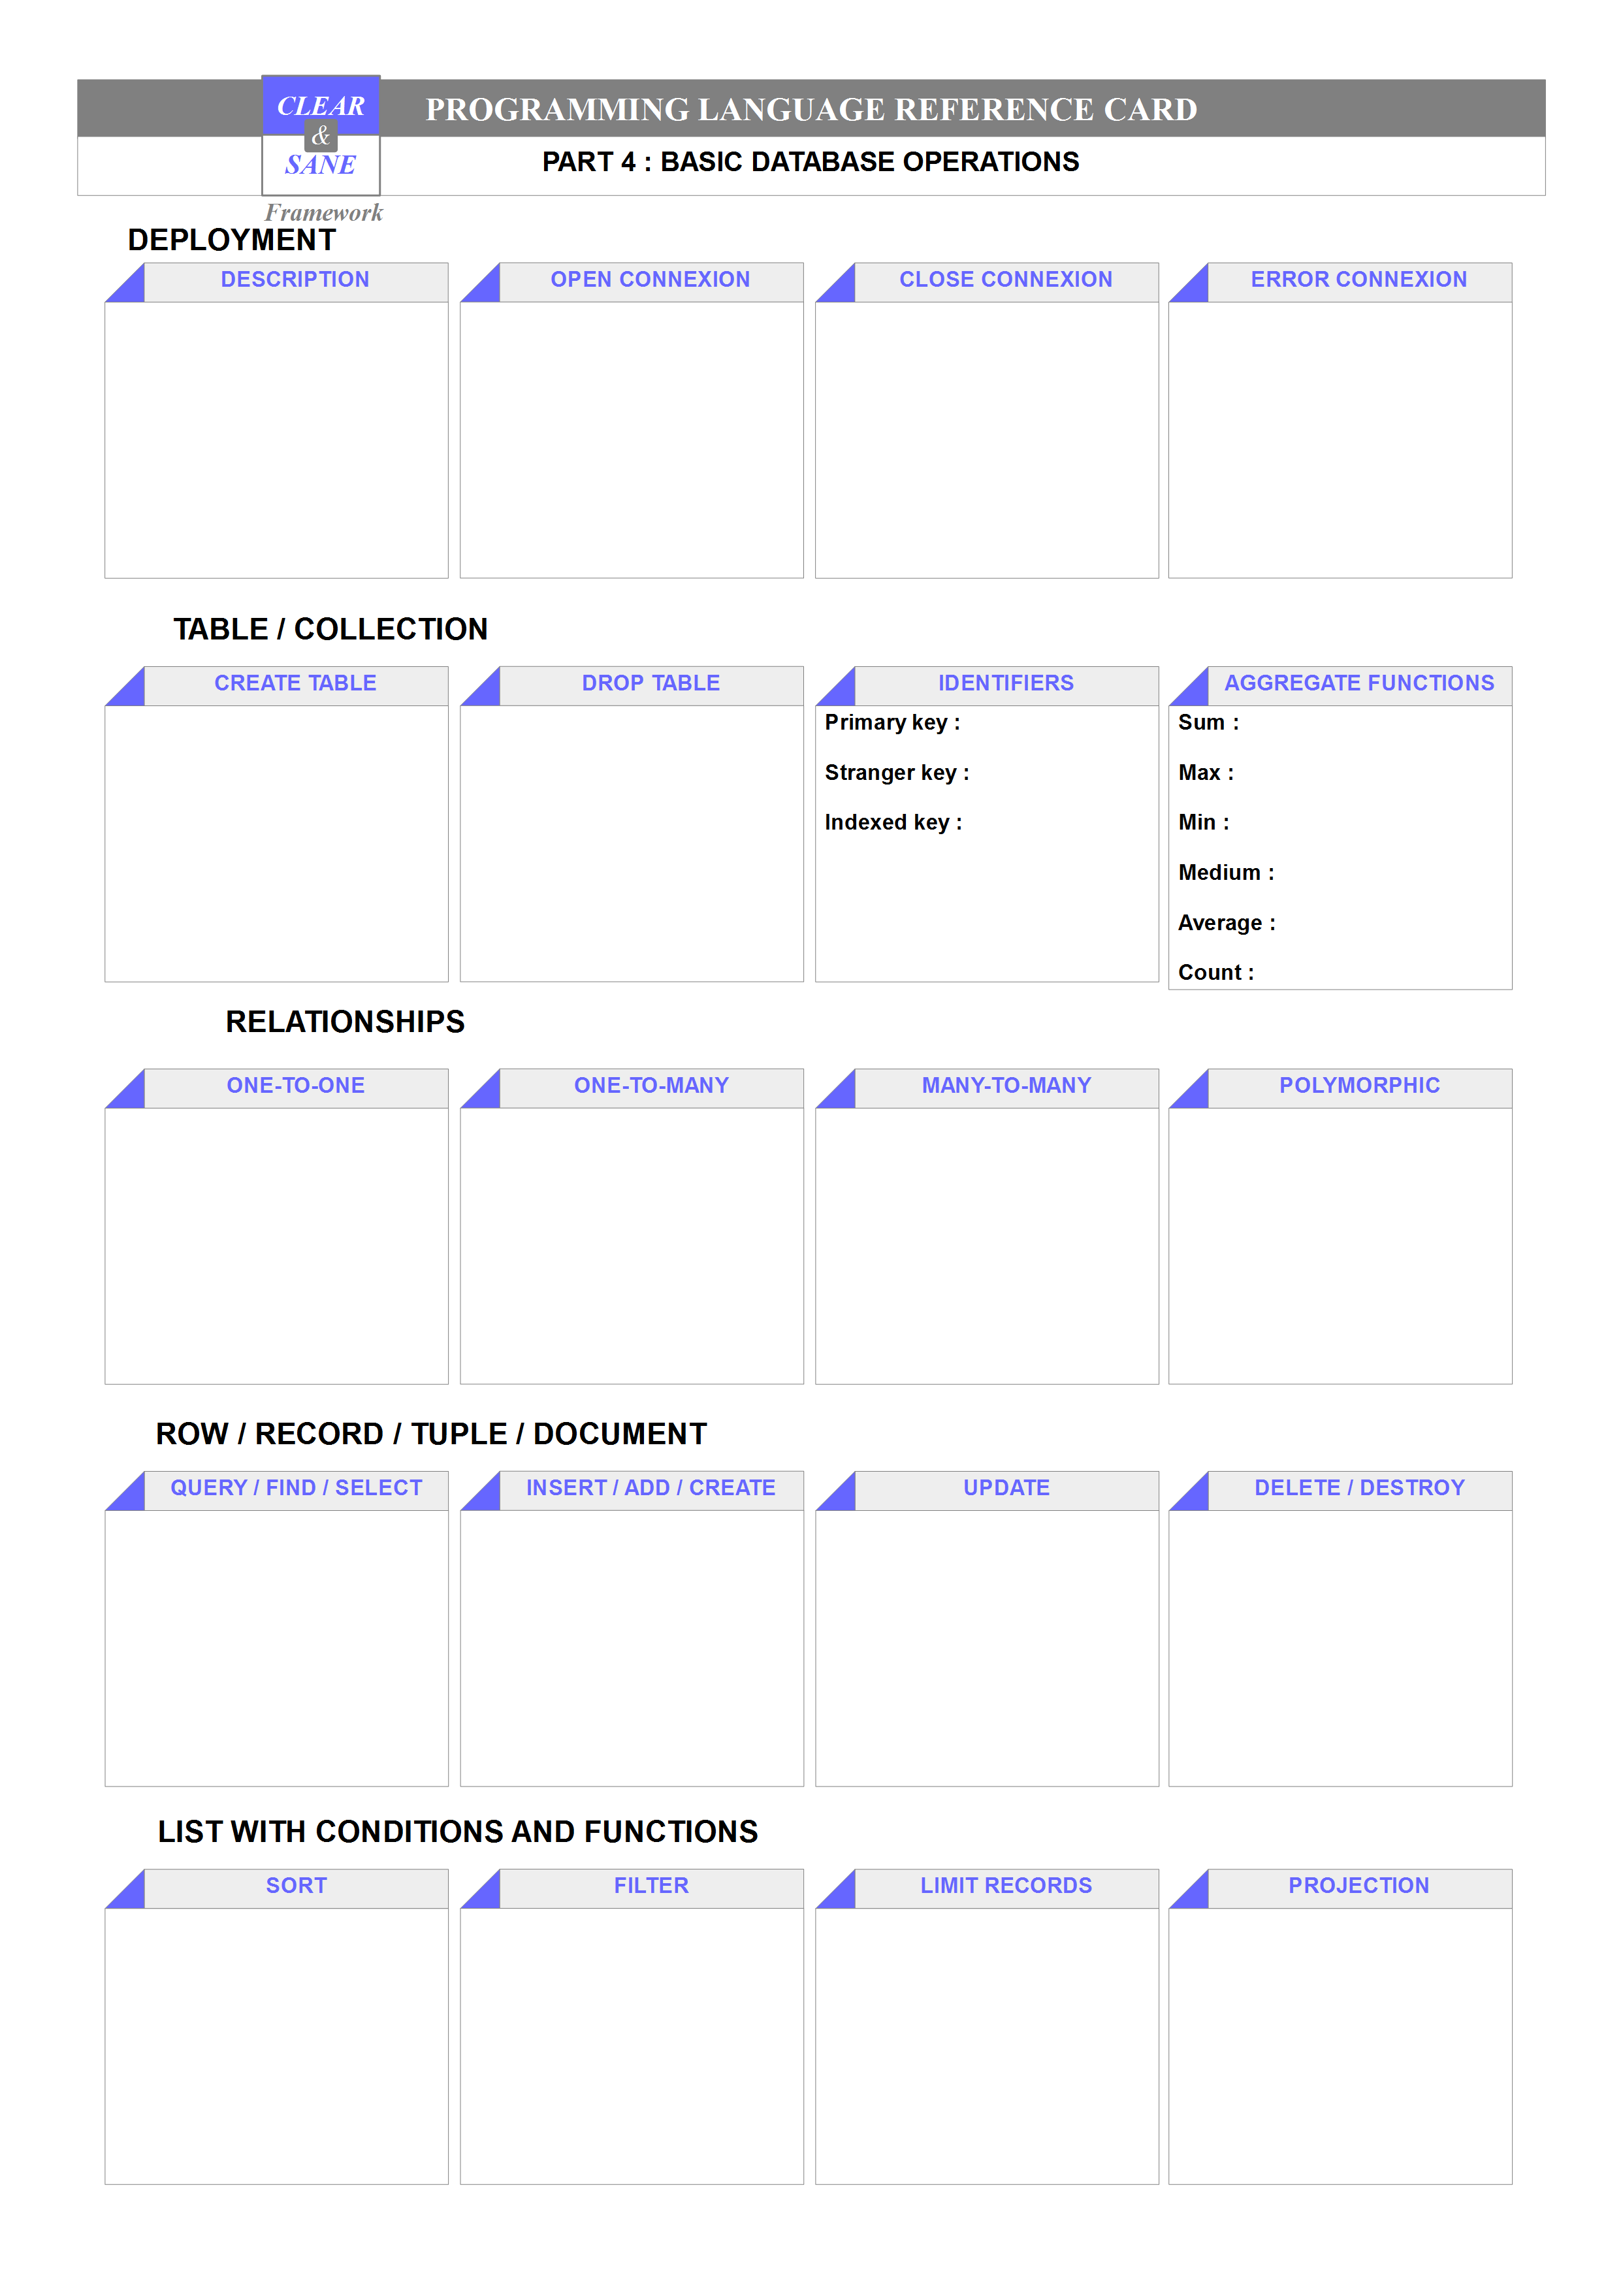 CLEAR
&
SANE
Framework
PROGRAMMING LANGUAGE REFERENCE CARD
PART 4 : BASIC DATABASE OPERATIONS
DEPLOYMENT
DESCRIPTION
OPEN CONNEXION
CLOSE CONNEXION
ERROR CONNEXION
TABLE / COLLECTION
CREATE TABLE
DROP TABLE
IDENTIFIERS
Primary key :
Stranger key :
Indexed key :
AGGREGATE FUNCTIONS
Sum :
Max :
Min :
Medium :
Average :
Count :
RELATIONSHIPS
ONE-TO-ONE
ONE-TO-MANY
MANY-TO-MANY
POLYMORPHIC
ROW / RECORD / TUPLE / DOCUMENT
QUERY / FIND / SELECT
INSERT / ADD / CREATE
UPDATE
DELETE / DESTROY
LIST WITH CONDITIONS AND FUNCTIONS
SORT
FILTER
LIMIT RECORDS
PROJECTION